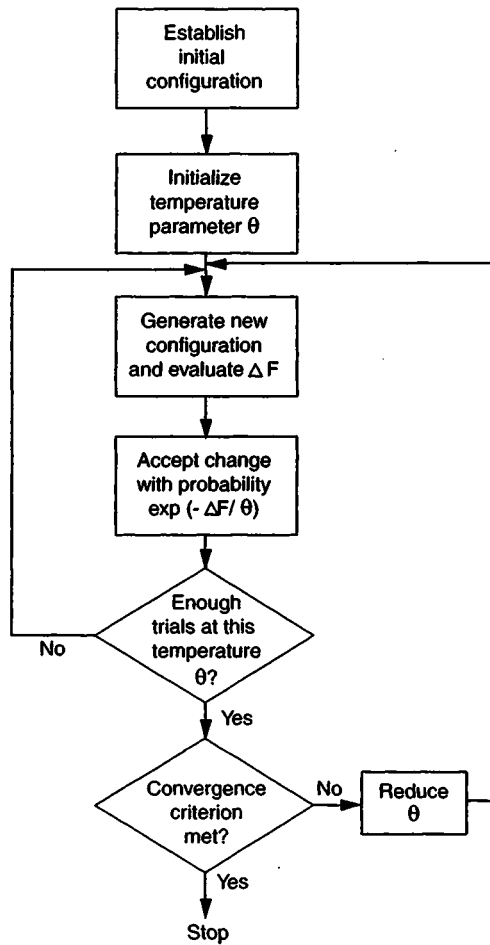 Establish
initial
configuration
Initialize
temperature
parameter θ
Generate new
configuration
and evaluate Δ F
Accept change
with probability
exp (- ΔF/ θ)
Enough
trials at this
temperature
θ?
No
Yes
Convergence
criterion
met?
No
Reduce
θ
Yes
Stop